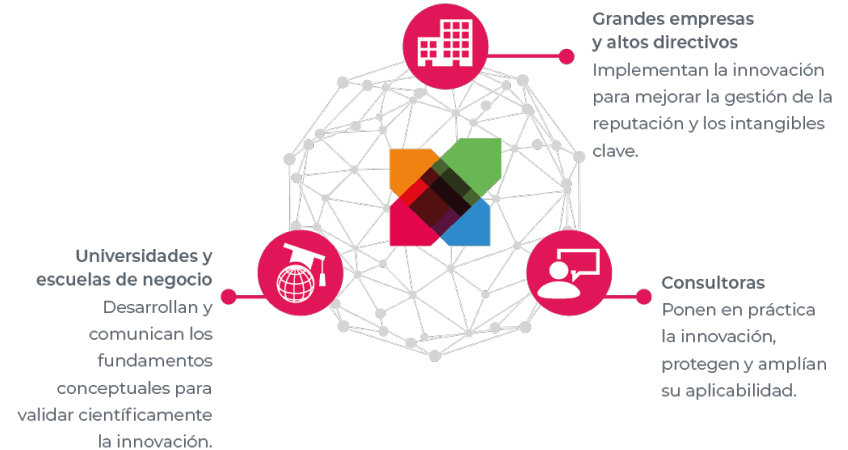 Grandes empresas
y altos directivos
Implementan la innovación
para mejorar la gestión de la
reputación y los intangibles
clave.
Universidades y
escuelas de negocio
Desarrollan y
comunican los
fundamentos
conceptuales para
validar científicamente
la innovación.
Consultoras
Ponen en práctica
la innovación,
protegen y amplían
su aplicabilidad.